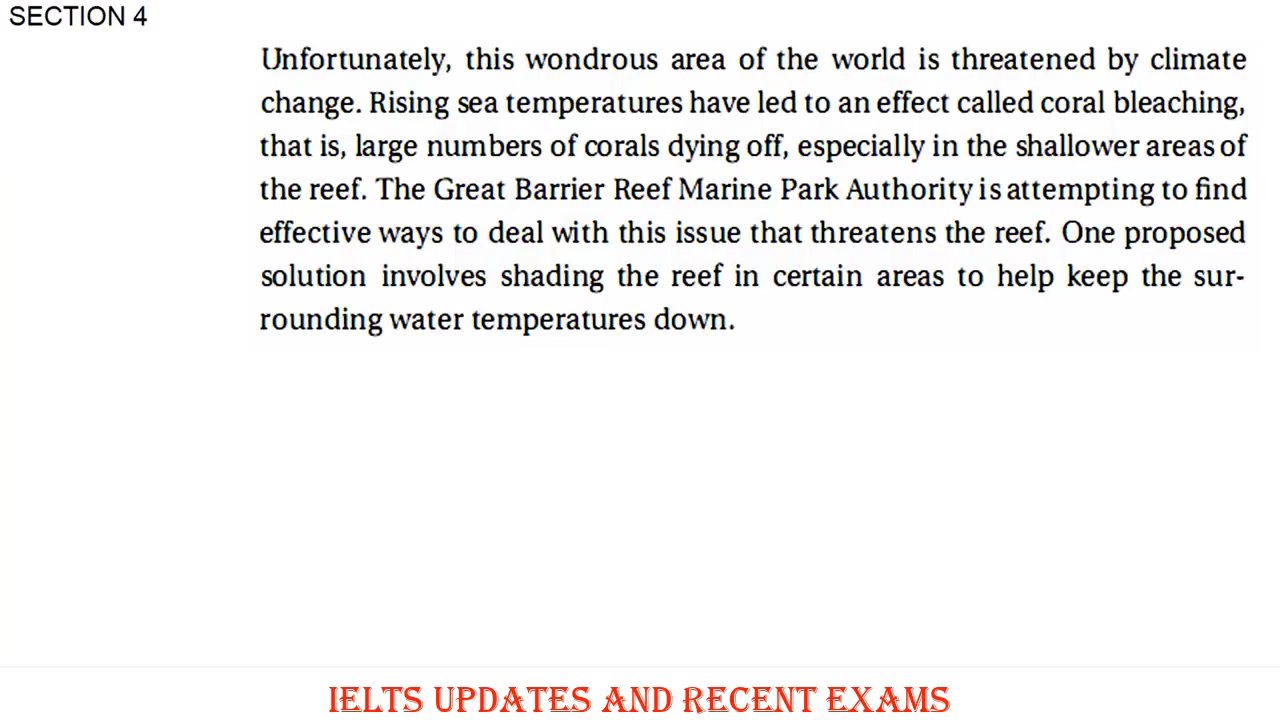 SECTION 4
Unfortunately, this wondrous area of the world is threatened by climate
change. Rising sea temperatures have led to an effect called coral bleaching,
that is, large numbers of corals dying off, especially in the shallower areas of
the reef. The Great Barrier Reef Marine Park Authority is attempting to find
effective ways to deal with this issue that threatens the reef. One proposed
solution involves shading the reef in certain areas to help keep the sur-
rounding water temperatures down.
IELTS UPDATES AND RECENT EXAMS